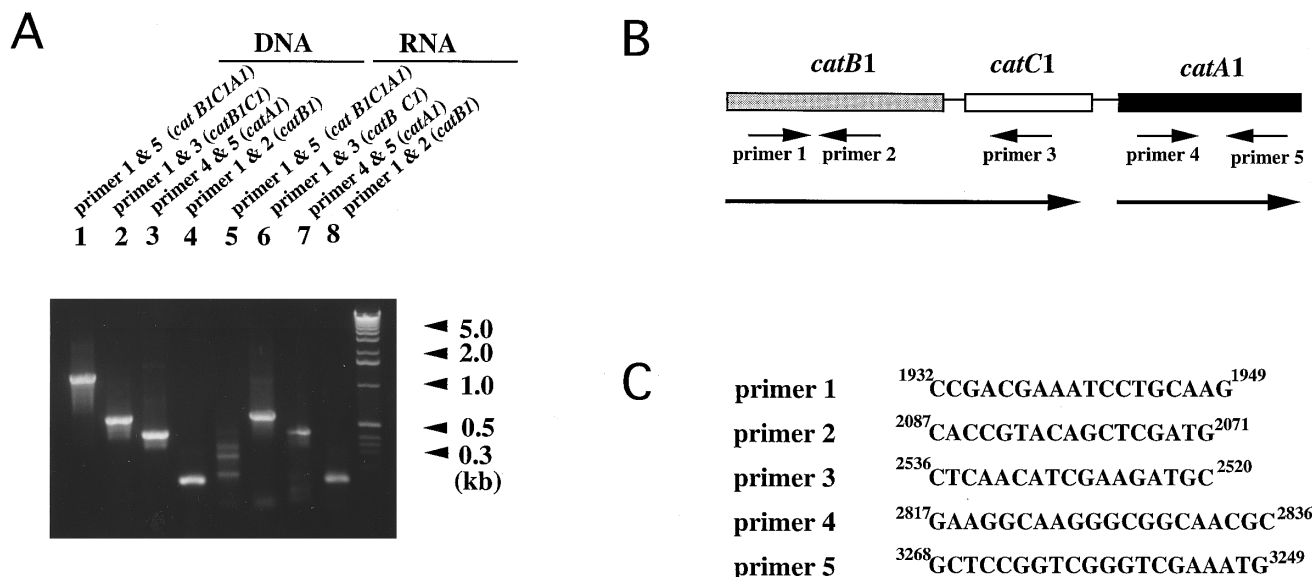 A
DNA RNA
primer 1 & 5 (cat B1C1A1)
primer 1 & 3 (catB1C1)
primer 4 & 5 (catA1)
primer 1 & 2 (catB1)
primer 1 & 5 (cat B1C1A1)
primer 1 & 3 (catB C1)
primer 4 & 5 (catA1)
primer 1 & 2 (catB1)
1 2 3 4 5 6 7 8
5.0
2.0
1.0
0.5
0.3
(kb)
B
catB1 catC1 catA1
primer 1 primer 2 primer 3 primer 4 primer 5
C
primer 1 1932CCGACGAAATCCTGCAAG1949
primer 2 2087CACCGTACAGCTCGATG2071
primer 3 2536CTCAACATCGAAGATGC2520
primer 4 2817GAAGGCAAGGGCGGCAACGC2836
primer 5 3268GCTCCGGTCGGGTCGAAATG3249